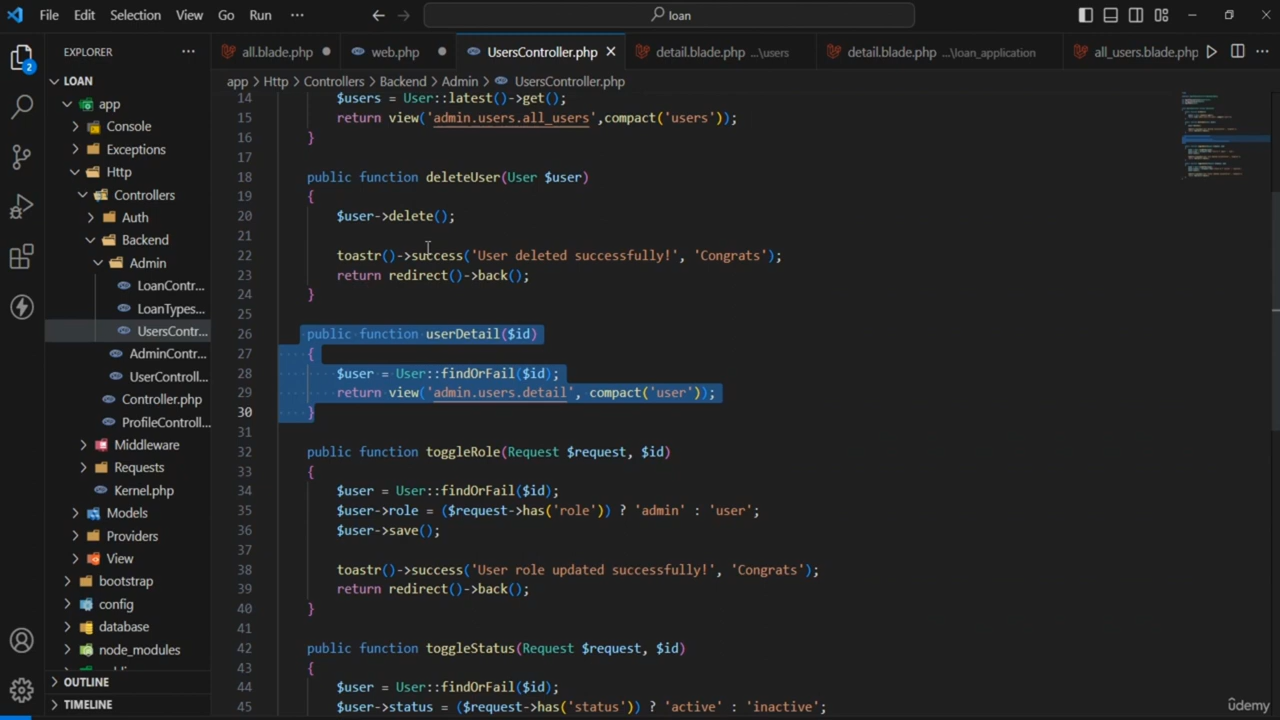 File Edit Selection View Go Run ··· loan
EXPLORER ···
all.blade.php web.php UsersController.php detail.blade.php ...\users detail.blade.php ...\loan_application all_users.blade.php
app > Http > Controllers > Backend > Admin > UsersController.php
LOAN
app
Console
Exceptions
Http
Controllers
Auth
Backend
Admin
LoanContr...
LoanTypes...
UsersContr...
AdminContr...
UserControll...
Controller.php
ProfileControll...
Middleware
Requests
Kernel.php
Models
Providers
View
bootstrap
config
database
node_modules
OUTLINE
TIMELINE
2
14 $users = User::latest()->get();
15 return view('admin.users.all_users',compact('users'));
16 }
17
18 public function deleteUser(User $user)
19 {
20 $user->delete();
21
22 toastr()->success('User deleted successfully!', 'Congrats');
23 return redirect()->back();
24 }
25
26 public function userDetail($id)
27 {
28 $user = User::findOrFail($id);
29 return view('admin.users.detail', compact('user'));
30 }
31
32 public function toggleRole(Request $request, $id)
33 {
34 $user = User::findOrFail($id);
35 $user->role = ($request->has('role')) ? 'admin' : 'user';
36 $user->save();
37
38 toastr()->success('User role updated successfully!', 'Congrats');
39 return redirect()->back();
40 }
41
42 public function toggleStatus(Request $request, $id)
43 {
44 $user = User::findOrFail($id);
45 $user->status = ($request->has('status')) ? 'active' : 'inactive';
ûdemy